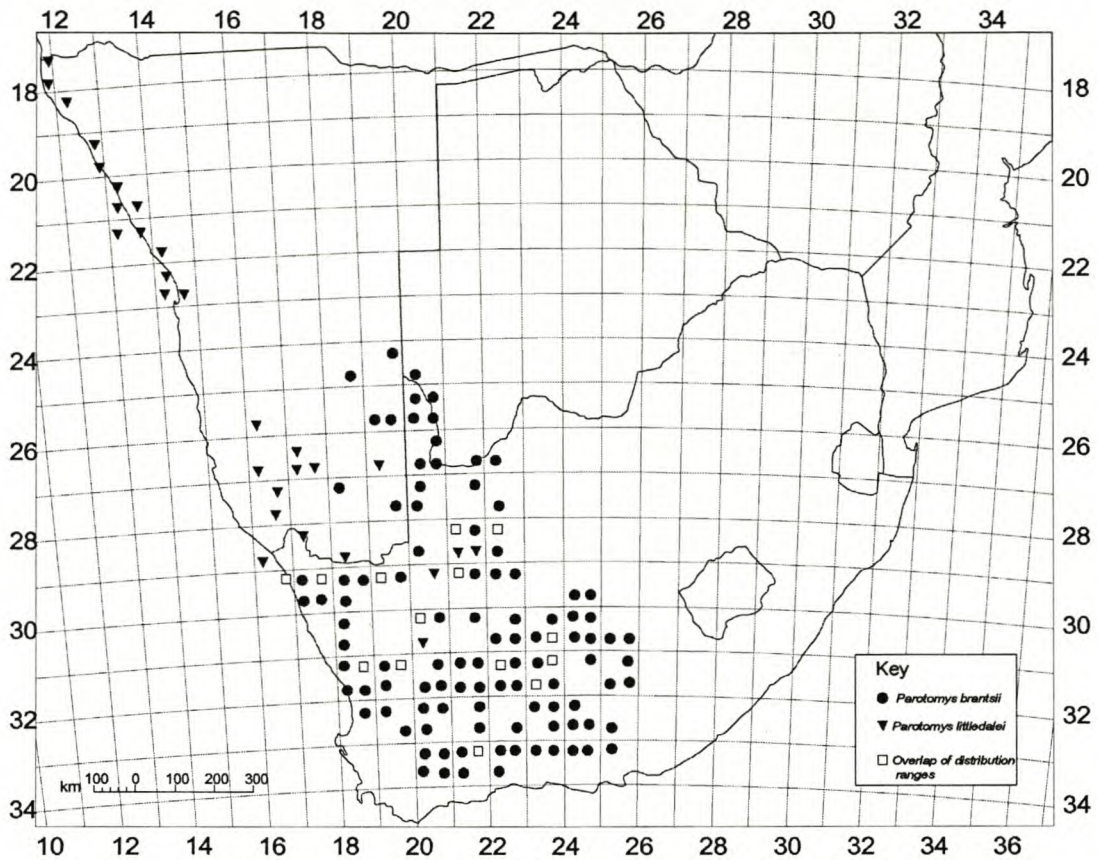 12 14 16 18 20 22 24 26 28 30 32 34
18 18
20 20
22 22
24 24
26 26
28 28
30 30
32 32
34 34
Key
Parotomys brantsii
Parotomys littledalei
Overlap of distribution
ranges
km 100 0 100 200 300
10 12 14 16 18 20 22 24 26 28 30 32 34 36